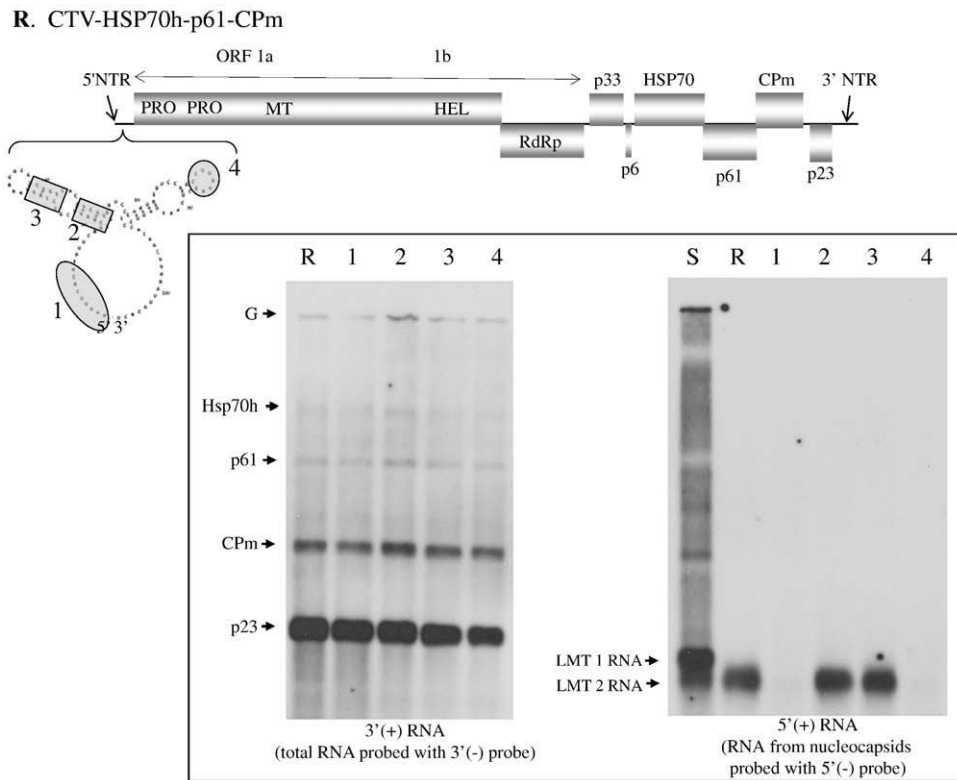 R. CTV-HSP70h-p61-CPm
ORF 1a 1b
5'NTR p33 HSP70 CPm 3' NTR
PRO PRO MT HEL
RdRp p6 p61 p23
4
3
2
1
5' 3'
R 1 2 3 4
G
Hsp70h
p61
CPm
p23
3'(+) RNA
(total RNA probed with 3'(-) probe)
S R 1 2 3 4
LMT 1 RNA
LMT 2 RNA
5'(+) RNA
(RNA from nucleocapsids
probed with 5'(-) probe)